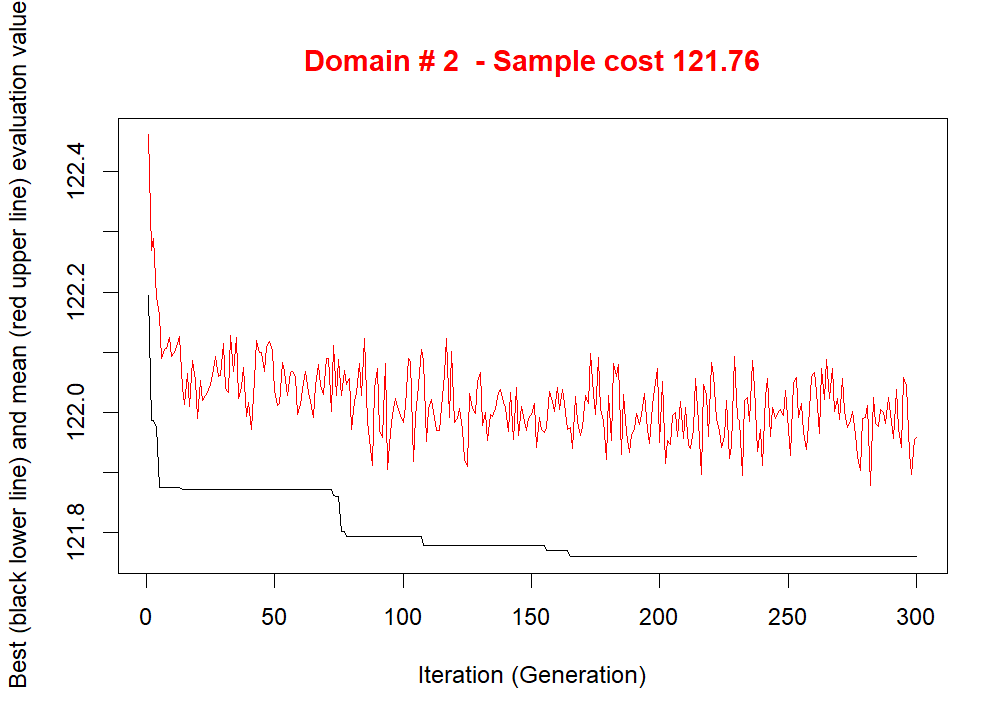 Domain # 2  - Sample cost 121.76
Best (black lower line) and mean (red upper line) evaluation value
122.4
122.2
122.0
121.8
0 50 100 150 200 250 300
Iteration (Generation)